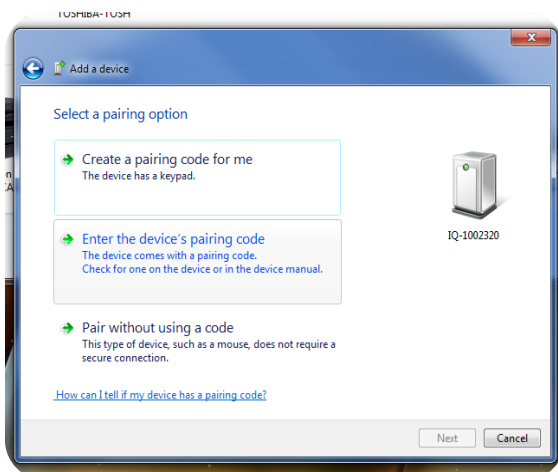 TOSHIBA-TOSH
Add a device
Select a pairing option
Create a pairing code for me
The device has a keypad.
Enter the device's pairing code
The device comes with a pairing code.
Check for one on the device or in the device manual.
IQ-1002320
Pair without using a code
This type of device, such as a mouse, does not require a
secure connection.
How can I tell if my device has a pairing code?
Next
Cancel